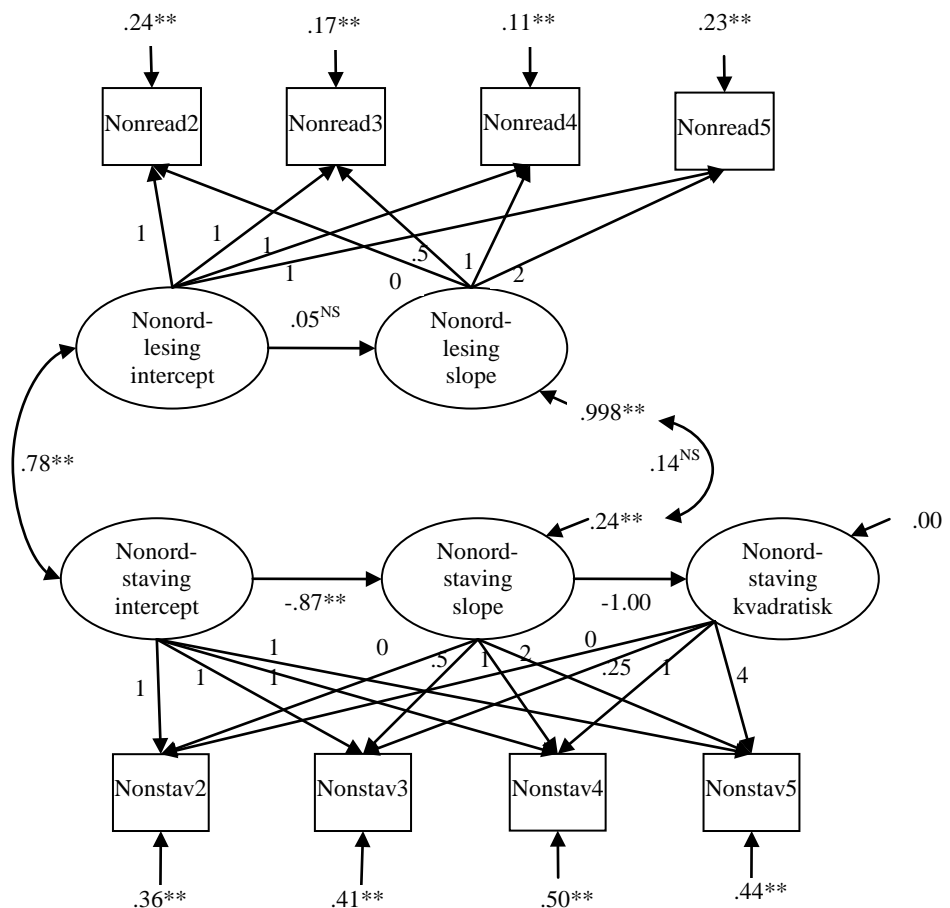 .24** .17** .11** .23**
Nonread2 Nonread3 Nonread4 Nonread5
1 1 1 1 0 .5 1 2
Nonord-
lesing
intercept
.05NS
Nonord-
lesing
slope
.998**
.78**
.14NS
.24**
.00
Nonord-
staving
intercept
-.87**
Nonord-
staving
slope
-1.00
Nonord-
staving
kvadratisk
1 1 1 1 0 .5 1 2 0 .25 1 4
Nonstav2 Nonstav3 Nonstav4 Nonstav5
.36** .41** .50** .44**